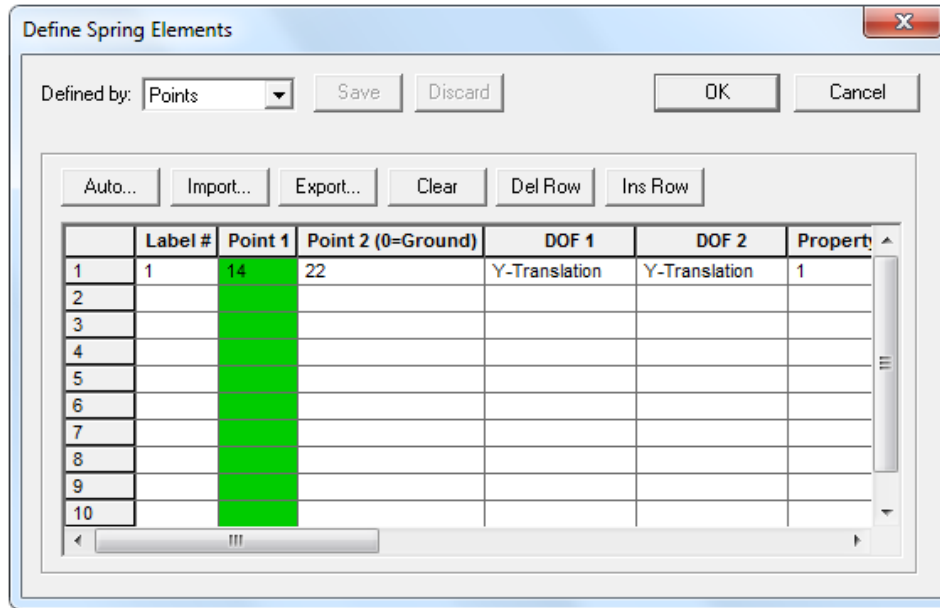 Define Spring Elements
Defined by: Points Save Discard OK Cancel
Auto... Import... Export... Clear Del Row Ins Row
Label # Point 1 Point 2 (0=Ground) DOF 1 DOF 2 Property
1 1 14 22 Y-Translation Y-Translation 1
2
3
4
5
6
7
8
9
10